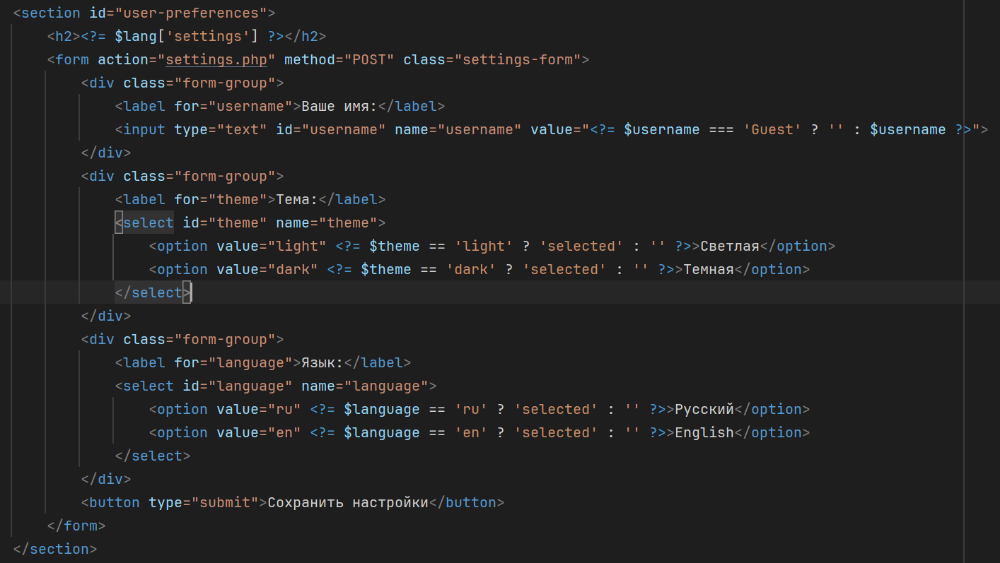 <section id="user-preferences">
    <h2><?= $lang['settings'] ?></h2>
    <form action="settings.php" method="POST" class="settings-form">
        <div class="form-group">
            <label for="username">Ваше имя:</label>
            <input type="text" id="username" name="username" value="<?= $username === 'Guest' ? '' : $username ?>">
        </div>
        <div class="form-group">
            <label for="theme">Тема:</label>
            <select id="theme" name="theme">
                <option value="light" <?= $theme == 'light' ? 'selected' : '' ?>>Светлая</option>
                <option value="dark" <?= $theme == 'dark' ? 'selected' : '' ?>>Темная</option>
            </select>
        </div>
        <div class="form-group">
            <label for="language">Язык:</label>
            <select id="language" name="language">
                <option value="ru" <?= $language == 'ru' ? 'selected' : '' ?>>Русский</option>
                <option value="en" <?= $language == 'en' ? 'selected' : '' ?>>English</option>
            </select>
        </div>
        <button type="submit">Сохранить настройки</button>
    </form>
</section>